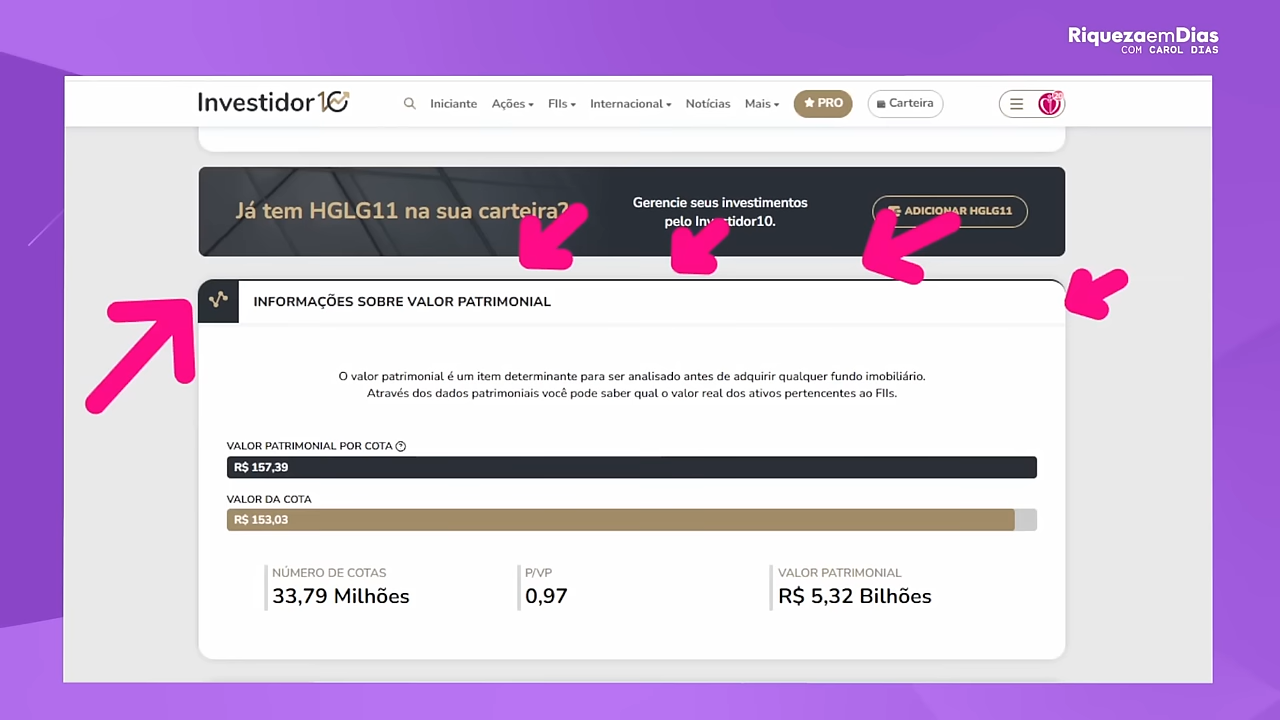 RiquezaemDias
COM CAROL DIAS
Investidor10
Iniciante
Ações
FIIs
Internacional
Notícias
Mais
PRO
Carteira
Já tem HGLG11 na sua carteira?
Gerencie seus investimentos
pelo Investidor10.
ADICIONAR HGLG11
INFORMAÇÕES SOBRE VALOR PATRIMONIAL
O valor patrimonial é um item determinante para ser analisado antes de adquirir qualquer fundo imobiliário.
Através dos dados patrimoniais você pode saber qual o valor real dos ativos pertencentes ao FIIs.
VALOR PATRIMONIAL POR COTA ?
R$ 157,39
VALOR DA COTA
R$ 153,03
NÚMERO DE COTAS
33,79 Milhões
P/VP
0,97
VALOR PATRIMONIAL
R$ 5,32 Bilhões